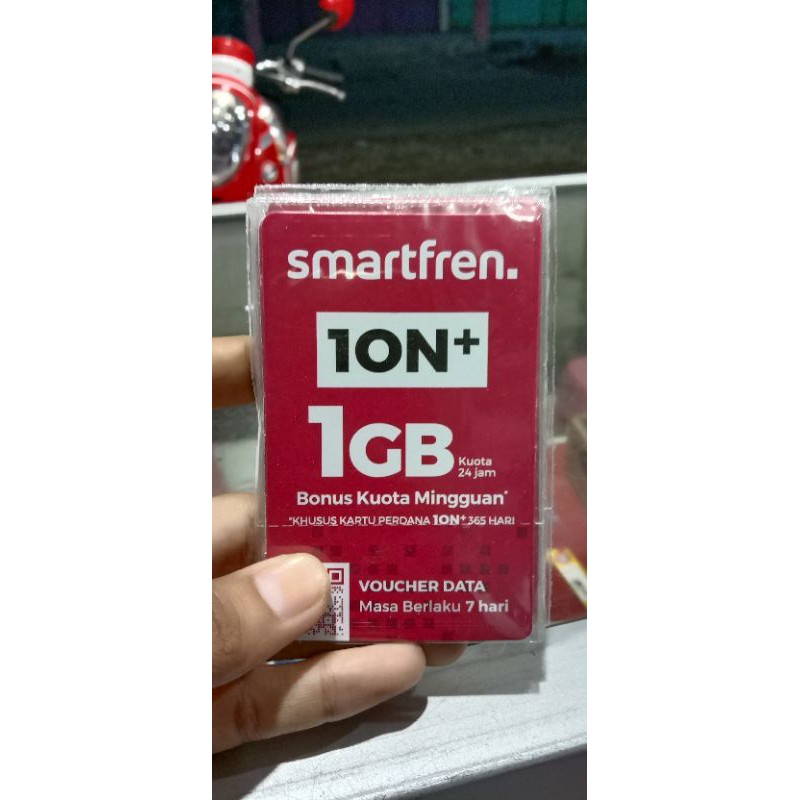 smartfren.
1ON+
1GB Kuota
24 jam
Bonus Kuota Mingguan*
*KHUSUS KARTU PERDANA 1ON+ 365 HARI
VOUCHER DATA
Masa Berlaku 7 hari